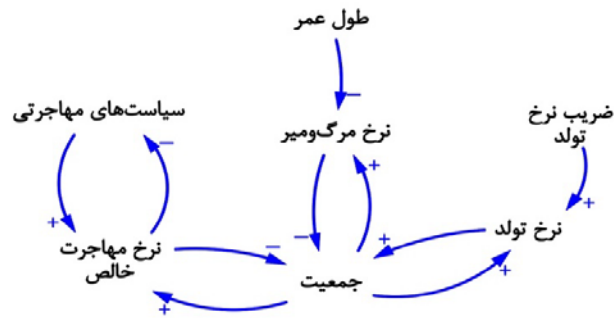 طول عمر
سیاست‌های مهاجرتی
ضریب نرخ
تولد
نرخ مرگ‌ومیر
نرخ تولد
نرخ مهاجرت
خالص
جمعیت